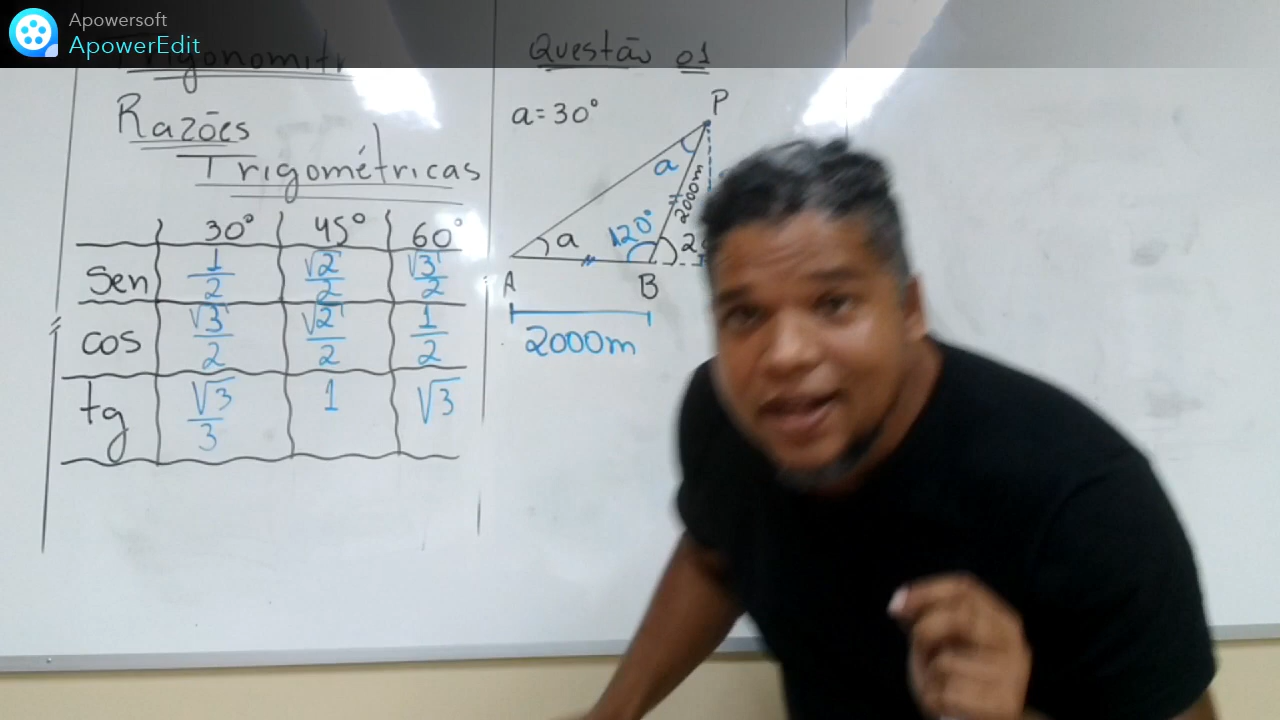 Apowersoft
ApowerEdit
Razões
Trigométricas
30° 45° 60°
sen 1/2 √2/2 √3/2
cos √3/2 √2/2 1/2
tg √3/3 1 √3
Questão 01
a=30°
P
a
2000m
120°
a
A B
2000m